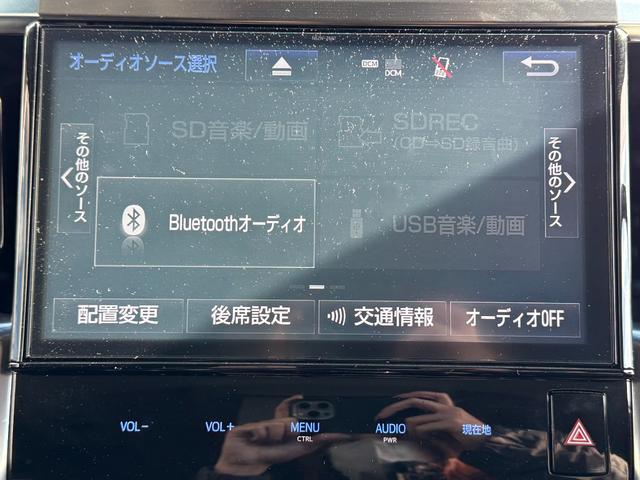 オーディオソース選択
DCM
DCM
SD音楽/動画
SDREC
(CD⇒SD録音曲)
その他のソース
Bluetoothオーディオ
USB音楽/動画
その他のソース
配置変更
後席設定
交通情報
オーディオOFF
VOL-
VOL+
MENU
CTRL
AUDIO
PWR
現在地